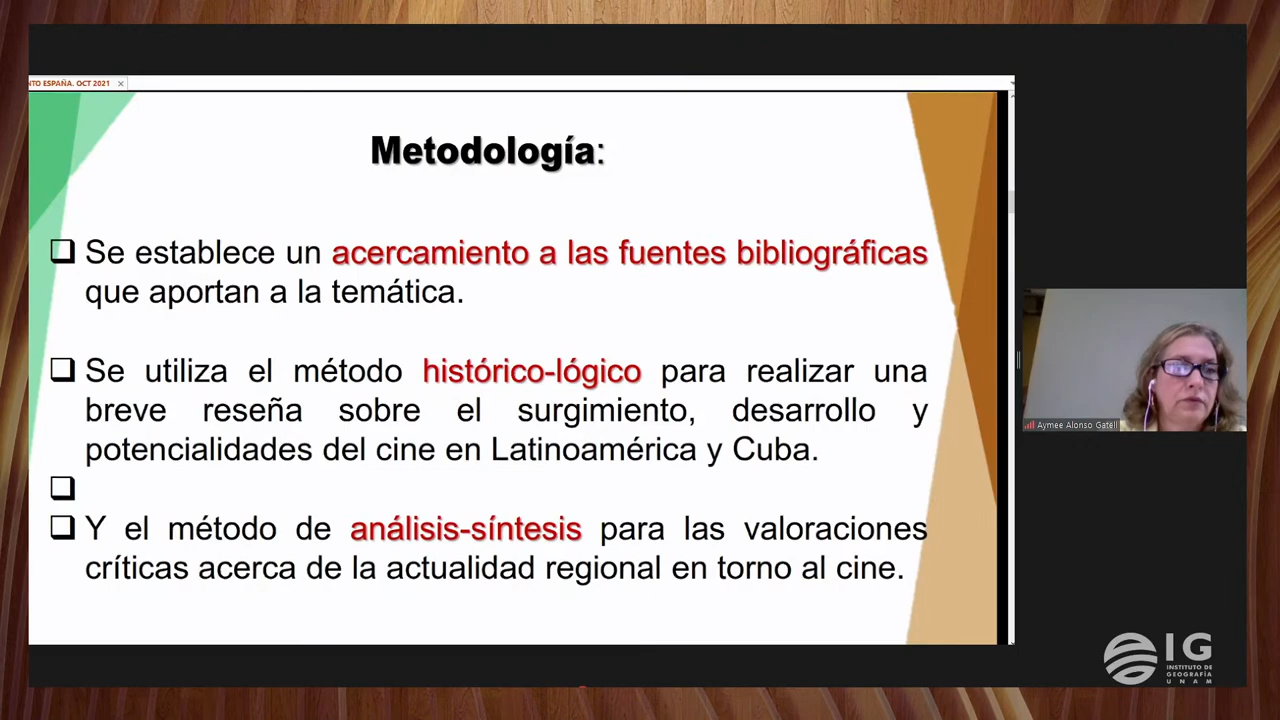 NTO ESPAÑA. OCT 2021
Metodología:
❑ Se establece un acercamiento a las fuentes bibliográficas
que aportan a la temática.
❑ Se utiliza el método histórico-lógico para realizar una
breve reseña sobre el surgimiento, desarrollo y
potencialidades del cine en Latinoamérica y Cuba.
❑
❑ Y el método de análisis-síntesis para las valoraciones
críticas acerca de la actualidad regional en torno al cine.
Aymee Alonso Gatell
IG
INSTITUTO DE
GEOGRAFÍA
UNAM